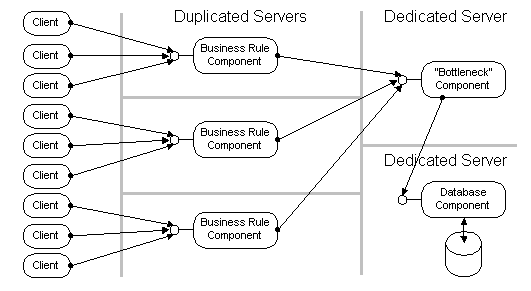 Duplicated Servers
Dedicated Server
Client
Client
Client
Business Rule
Component
"Bottleneck"
Component
Client
Client
Client
Business Rule
Component
Dedicated Server
Database
Component
Client
Client
Client
Business Rule
Component